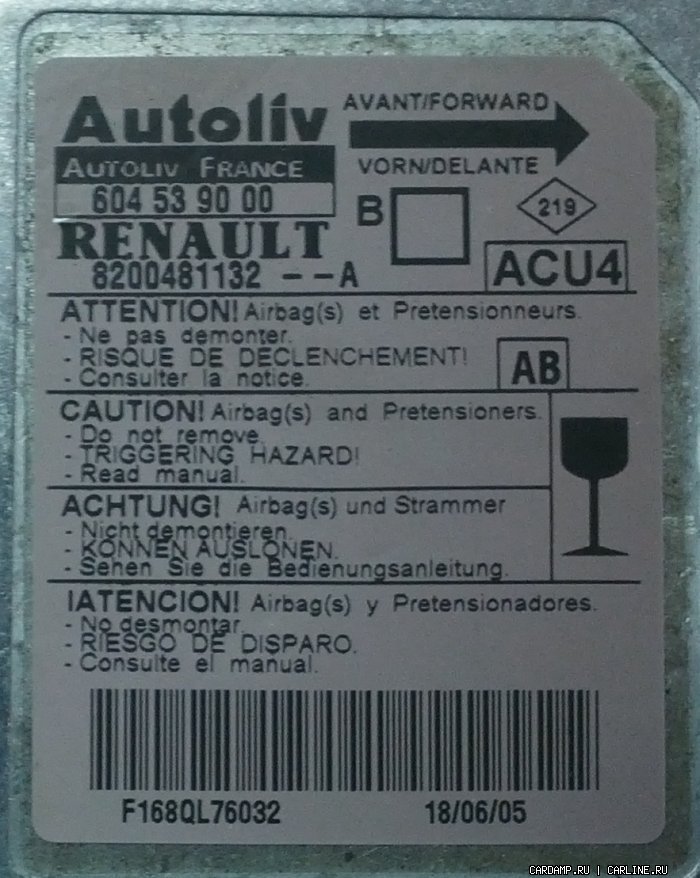 Autoliv
AVANT/FORWARD
AUTOLIV FRANCE
VORN/DELANTE
604 53 90 00
B
219
RENAULT
8200481132 --A
ACU4
ATTENTION! Airbag(s) et Pretensionneurs.
- Ne pas demonter.
- RISQUE DE DECLENCHEMENT!
- Consulter la notice.
AB
CAUTION! Airbag(s) and Pretensioners.
- Do not remove.
- TRIGGERING HAZARD!
- Read manual.
ACHTUNG! Airbag(s) und Strammer
- Nicht demontieren.
- KONNEN AUSLONEN.
- Sehen Sie die Bedienungsanleitung.
IATENCION! Airbag(s) y Pretensionadores.
- No desmontar.
- RIESGO DE DISPARO.
- Consulte el manual.
F168QL76032
18/06/05
CARDAMP.RU | CARLINE.RU